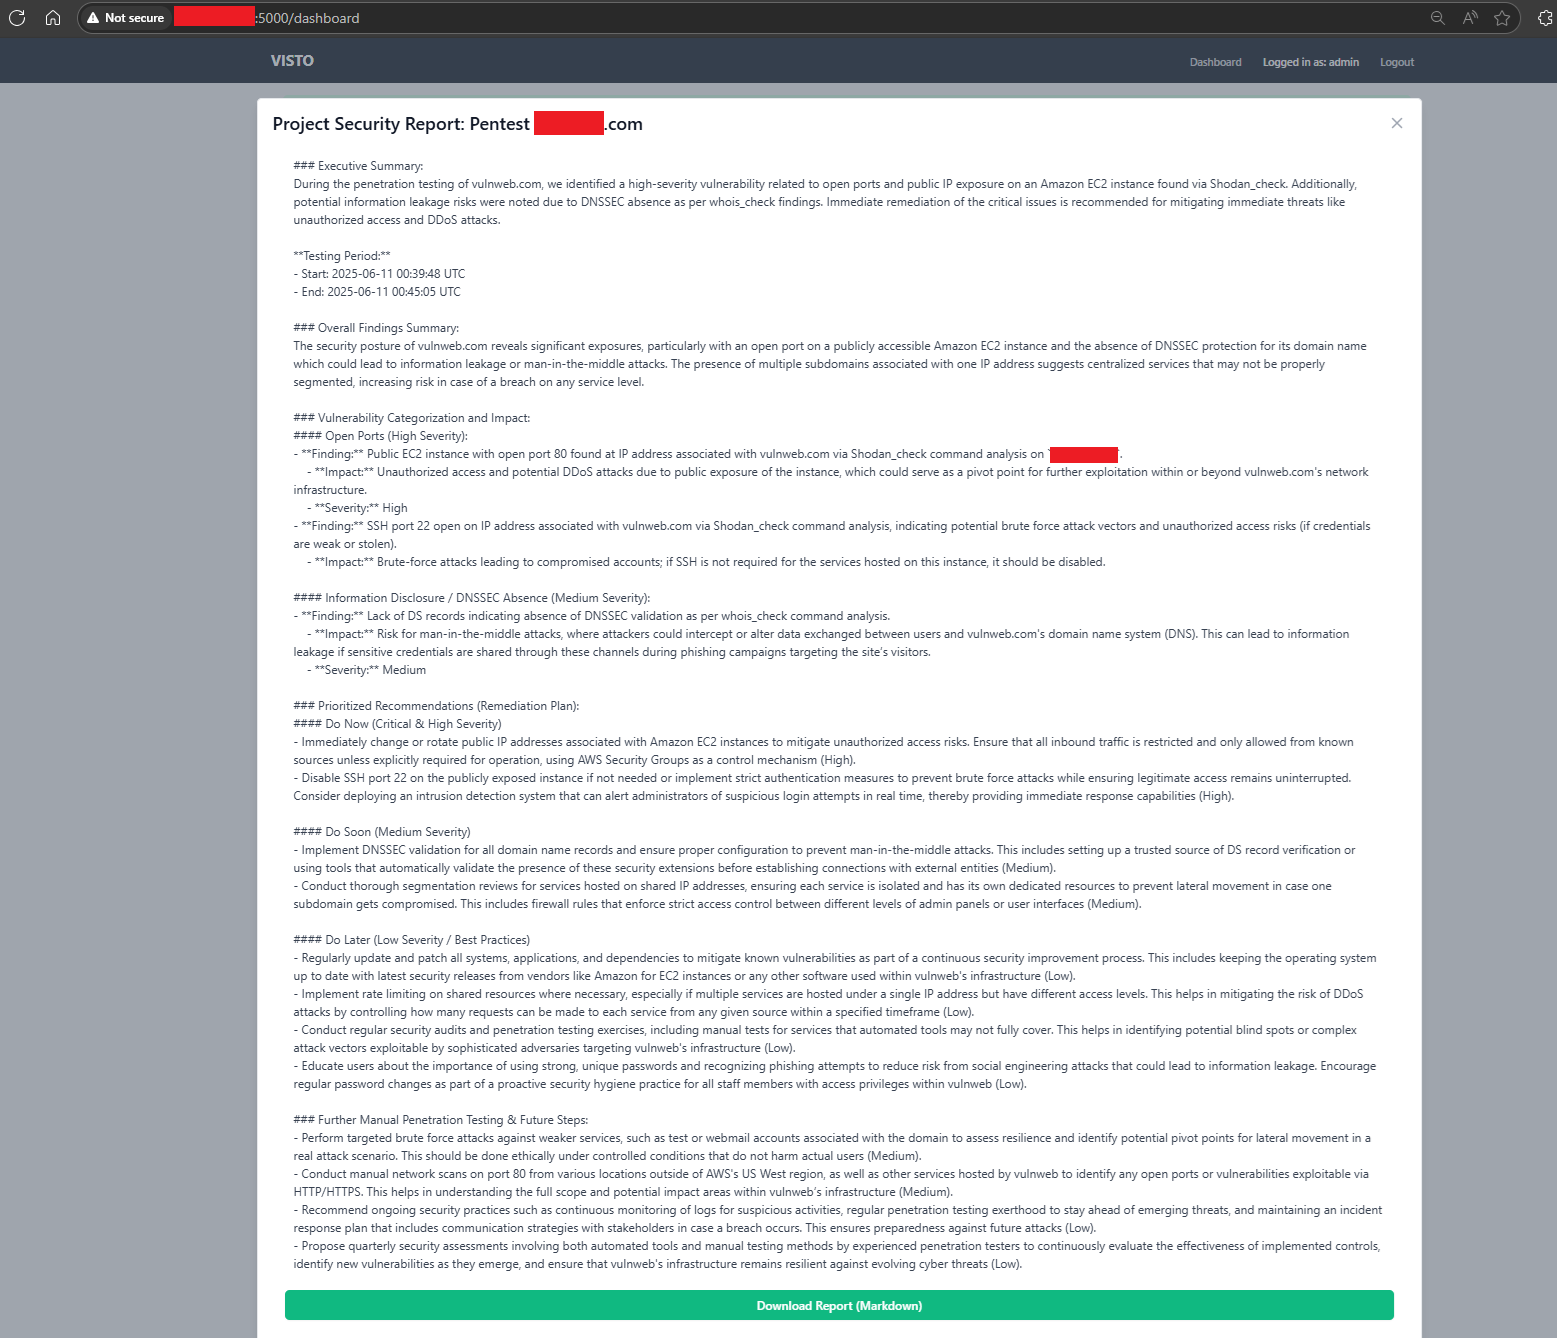 Not secure
:5000/dashboard
VISTO
Dashboard
Logged in as: admin
Logout
Project Security Report: Pentest .com
### Executive Summary:
During the penetration testing of vulnweb.com, we identified a high-severity vulnerability related to open ports and public IP exposure on an Amazon EC2 instance found via Shodan_check. Additionally,
potential information leakage risks were noted due to DNSSEC absence as per whois_check findings. Immediate remediation of the critical issues is recommended for mitigating immediate threats like
unauthorized access and DDoS attacks.
**Testing Period:**
- Start: 2025-06-11 00:39:48 UTC
- End: 2025-06-11 00:45:05 UTC
### Overall Findings Summary:
The security posture of vulnweb.com reveals significant exposures, particularly with an open port on a publicly accessible Amazon EC2 instance and the absence of DNSSEC protection for its domain name
which could lead to information leakage or man-in-the-middle attacks. The presence of multiple subdomains associated with one IP address suggests centralized services that may not be properly
segmented, increasing risk in case of a breach on any service level.
### Vulnerability Categorization and Impact:
#### Open Ports (High Severity):
- **Finding:** Public EC2 instance with open port 80 found at IP address associated with vulnweb.com via Shodan_check command analysis on ` `.
- **Impact:** Unauthorized access and potential DDoS attacks due to public exposure of the instance, which could serve as a pivot point for further exploitation within or beyond vulnweb.com's network
infrastructure.
- **Severity:** High
- **Finding:** SSH port 22 open on IP address associated with vulnweb.com via Shodan_check command analysis, indicating potential brute force attack vectors and unauthorized access risks (if credentials
are weak or stolen).
- **Impact:** Brute-force attacks leading to compromised accounts; if SSH is not required for the services hosted on this instance, it should be disabled.
#### Information Disclosure / DNSSEC Absence (Medium Severity):
- **Finding:** Lack of DS records indicating absence of DNSSEC validation as per whois_check command analysis.
- **Impact:** Risk for man-in-the-middle attacks, where attackers could intercept or alter data exchanged between users and vulnweb.com's domain name system (DNS). This can lead to information
leakage if sensitive credentials are shared through these channels during phishing campaigns targeting the site's visitors.
- **Severity:** Medium
### Prioritized Recommendations (Remediation Plan):
#### Do Now (Critical & High Severity)
- Immediately change or rotate public IP addresses associated with Amazon EC2 instances to mitigate unauthorized access risks. Ensure that all inbound traffic is restricted and only allowed from known
sources unless explicitly required for operation, using AWS Security Groups as a control mechanism (High).
- Disable SSH port 22 on the publicly exposed instance if not needed or implement strict authentication measures to prevent brute force attacks while ensuring legitimate access remains uninterrupted.
Consider deploying an intrusion detection system that can alert administrators of suspicious login attempts in real time, thereby providing immediate response capabilities (High).
#### Do Soon (Medium Severity)
- Implement DNSSEC validation for all domain name records and ensure proper configuration to prevent man-in-the-middle attacks. This includes setting up a trusted source of DS record verification or
using tools that automatically validate the presence of these security extensions before establishing connections with external entities (Medium).
- Conduct thorough segmentation reviews for services hosted on shared IP addresses, ensuring each service is isolated and has its own dedicated resources to prevent lateral movement in case one
subdomain gets compromised. This includes firewall rules that enforce strict access control between different levels of admin panels or user interfaces (Medium).
#### Do Later (Low Severity / Best Practices)
- Regularly update and patch all systems, applications, and dependencies to mitigate known vulnerabilities as part of a continuous security improvement process. This includes keeping the operating system
up to date with latest security releases from vendors like Amazon for EC2 instances or any other software used within vulnweb's infrastructure (Low).
- Implement rate limiting on shared resources where necessary, especially if multiple services are hosted under a single IP address but have different access levels. This helps in mitigating the risk of DDoS
attacks by controlling how many requests can be made to each service from any given source within a specified timeframe (Low).
- Conduct regular security audits and penetration testing exercises, including manual tests for services that automated tools may not fully cover. This helps in identifying potential blind spots or complex
attack vectors exploitable by sophisticated adversaries targeting vulnweb's infrastructure (Low).
- Educate users about the importance of using strong, unique passwords and recognizing phishing attempts to reduce risk from social engineering attacks that could lead to information leakage. Encourage
regular password changes as part of a proactive security hygiene practice for all staff members with access privileges within vulnweb (Low).
### Further Manual Penetration Testing & Future Steps:
- Perform targeted brute force attacks against weaker services, such as test or webmail accounts associated with the domain to assess resilience and identify potential pivot points for lateral movement in a
real attack scenario. This should be done ethically under controlled conditions that do not harm actual users (Medium).
- Conduct manual network scans on port 80 from various locations outside of AWS's US West region, as well as other services hosted by vulnweb to identify any open ports or vulnerabilities exploitable via
HTTP/HTTPS. This helps in understanding the full scope and potential impact areas within vulnweb's infrastructure (Medium).
- Recommend ongoing security practices such as continuous monitoring of logs for suspicious activities, regular penetration testing exerthood to stay ahead of emerging threats, and maintaining an incident
response plan that includes communication strategies with stakeholders in case a breach occurs. This ensures preparedness against future attacks (Low).
- Propose quarterly security assessments involving both automated tools and manual testing methods by experienced penetration testers to continuously evaluate the effectiveness of implemented controls,
identify new vulnerabilities as they emerge, and ensure that vulnweb's infrastructure remains resilient against evolving cyber threats (Low).
Download Report (Markdown)